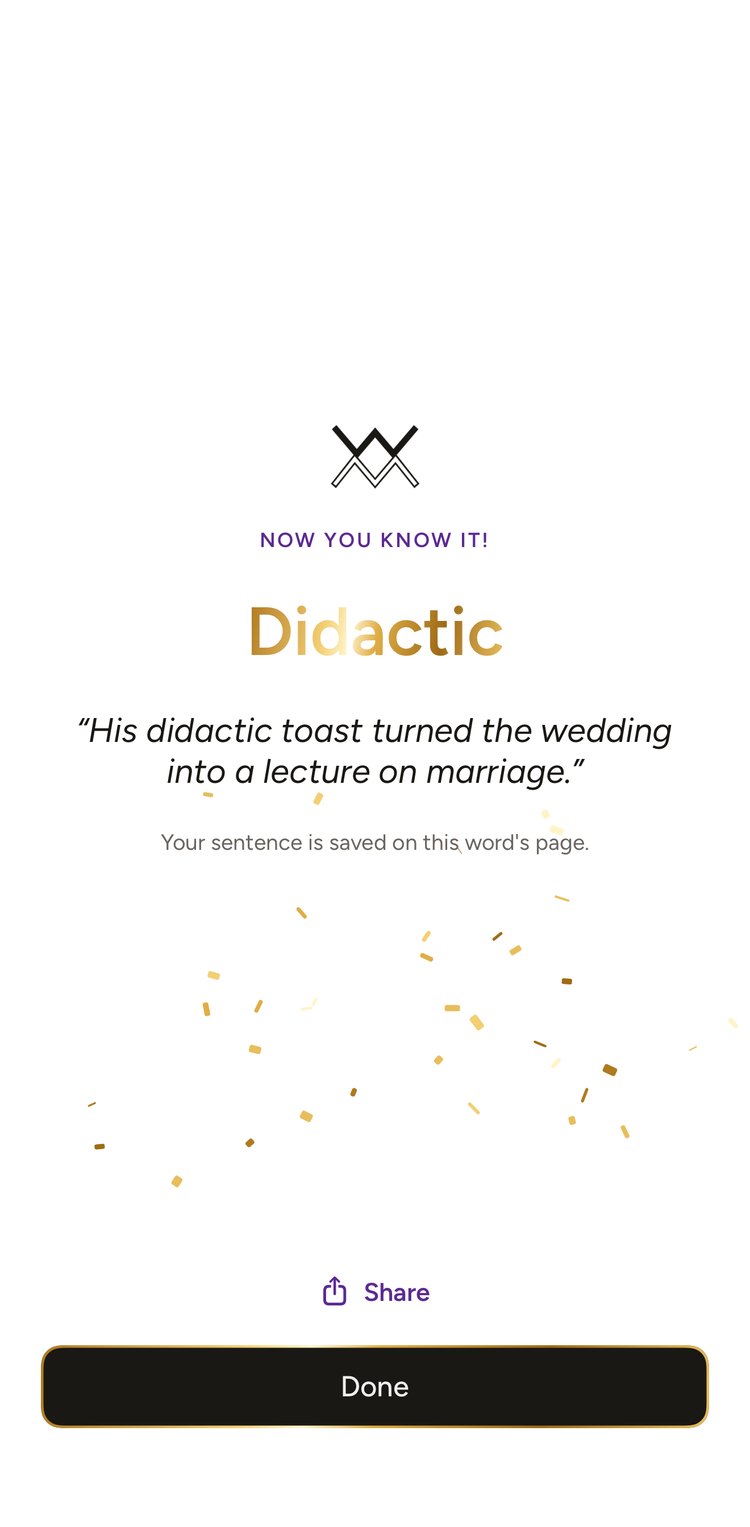 NOW YOU KNOW IT!
Didactic
“His didactic toast turned the wedding
into a lecture on marriage.”
Your sentence is saved on this word's page.
Share
Done